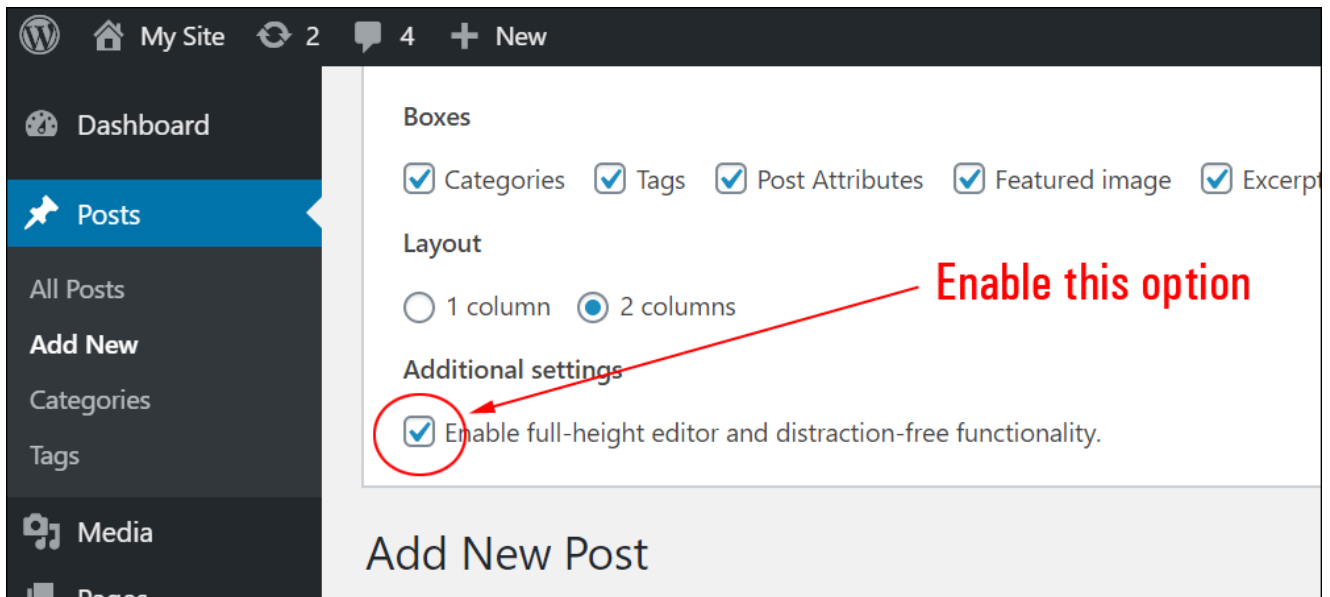 My Site 2 4 New
Dashboard
Posts
All Posts
Add New
Categories
Tags
Media
Pages
Boxes
Categories Tags Post Attributes Featured image Excerpt
Layout
1 column 2 columns
Enable this option
Additional settings
Enable full-height editor and distraction-free functionality.
Add New Post